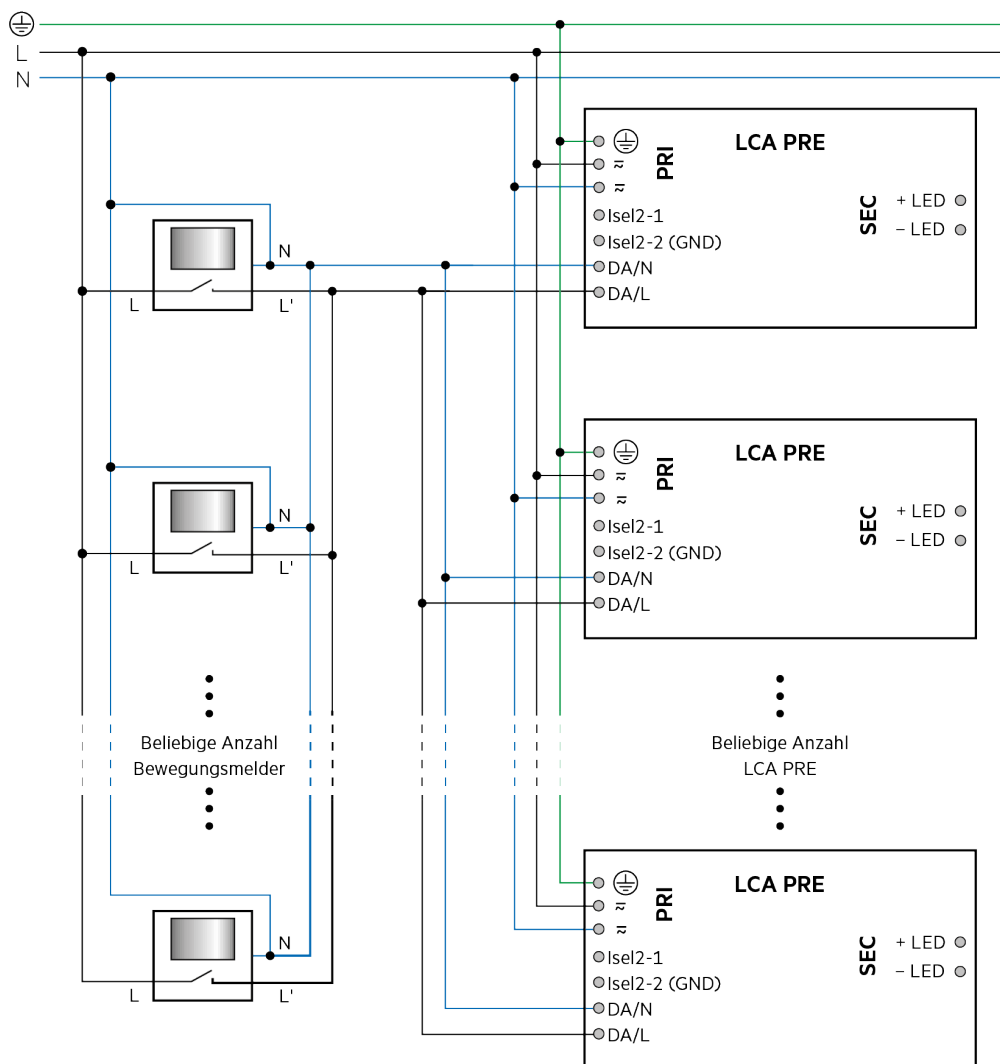 L
N
LCA PRE
PRI
SEC
+ LED
– LED
Isel2-1
Isel2-2 (GND)
DA/N
DA/L
N
L
L'
LCA PRE
PRI
SEC
+ LED
– LED
Isel2-1
Isel2-2 (GND)
DA/N
DA/L
N
L
L'
Beliebige Anzahl
Bewegungsmelder
Beliebige Anzahl
LCA PRE
LCA PRE
PRI
SEC
+ LED
– LED
Isel2-1
Isel2-2 (GND)
DA/N
DA/L
N
L
L'